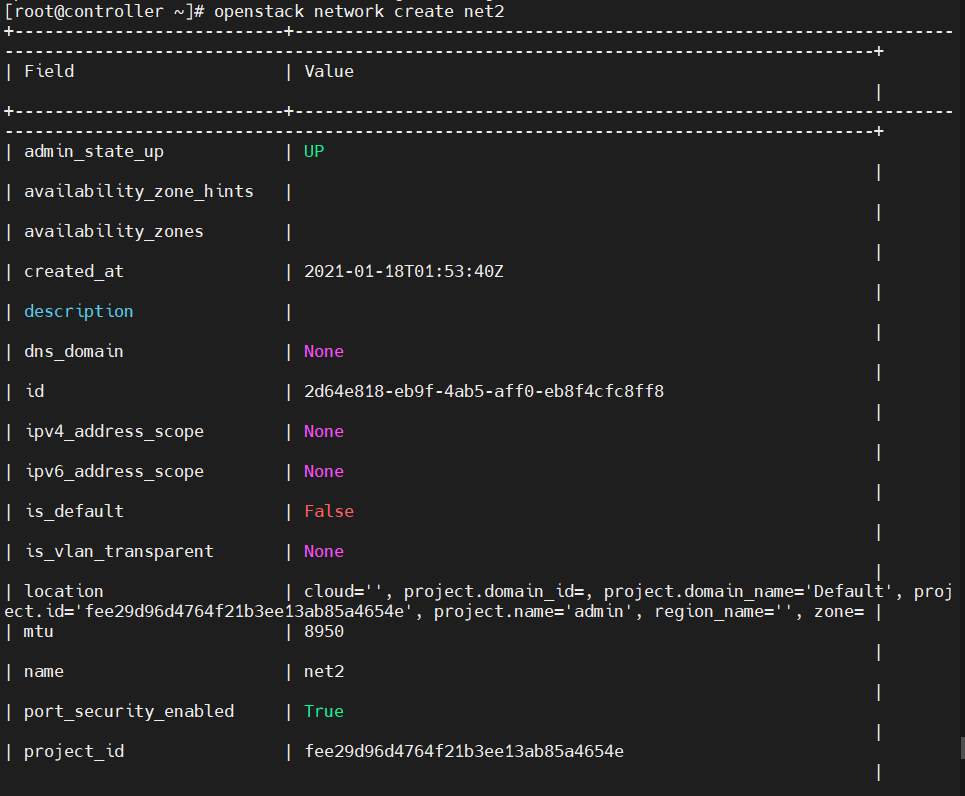 [root@controller ~]# openstack network create net2
+---------------------------+------------------------------------------------------------------
---------------------------------------------------------------------------------------+
| Field                     | Value
                                                                                       |
+---------------------------+------------------------------------------------------------------
---------------------------------------------------------------------------------------+
| admin_state_up            | UP
                                                                                       |
| availability_zone_hints   |
                                                                                       |
| availability_zones        |
                                                                                       |
| created_at                | 2021-01-18T01:53:40Z
                                                                                       |
| description               |
                                                                                       |
| dns_domain                | None
                                                                                       |
| id                        | 2d64e818-eb9f-4ab5-aff0-eb8f4cfc8ff8
                                                                                       |
| ipv4_address_scope        | None
                                                                                       |
| ipv6_address_scope        | None
                                                                                       |
| is_default                | False
                                                                                       |
| is_vlan_transparent       | None
                                                                                       |
| location                  | cloud='', project.domain_id=, project.domain_name='Default', proj
ect.id='fee29d96d4764f21b3ee13ab85a4654e', project.name='admin', region_name='', zone= |
| mtu                       | 8950
                                                                                       |
| name                      | net2
                                                                                       |
| port_security_enabled     | True
                                                                                       |
| project_id                | fee29d96d4764f21b3ee13ab85a4654e
                                                                                       |